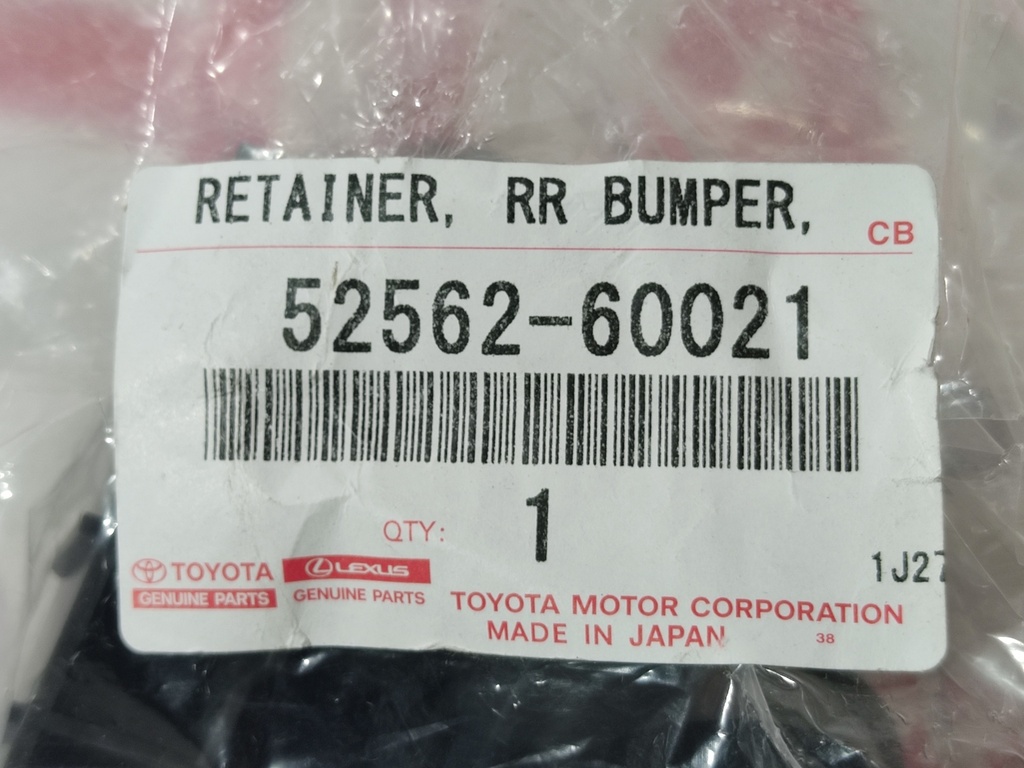 RETAINER, RR BUMPER,
CB
52562-60021
QTY: 1
1J27
TOYOTA
GENUINE PARTS
LEXUS
GENUINE PARTS
TOYOTA MOTOR CORPORATION
MADE IN JAPAN
38